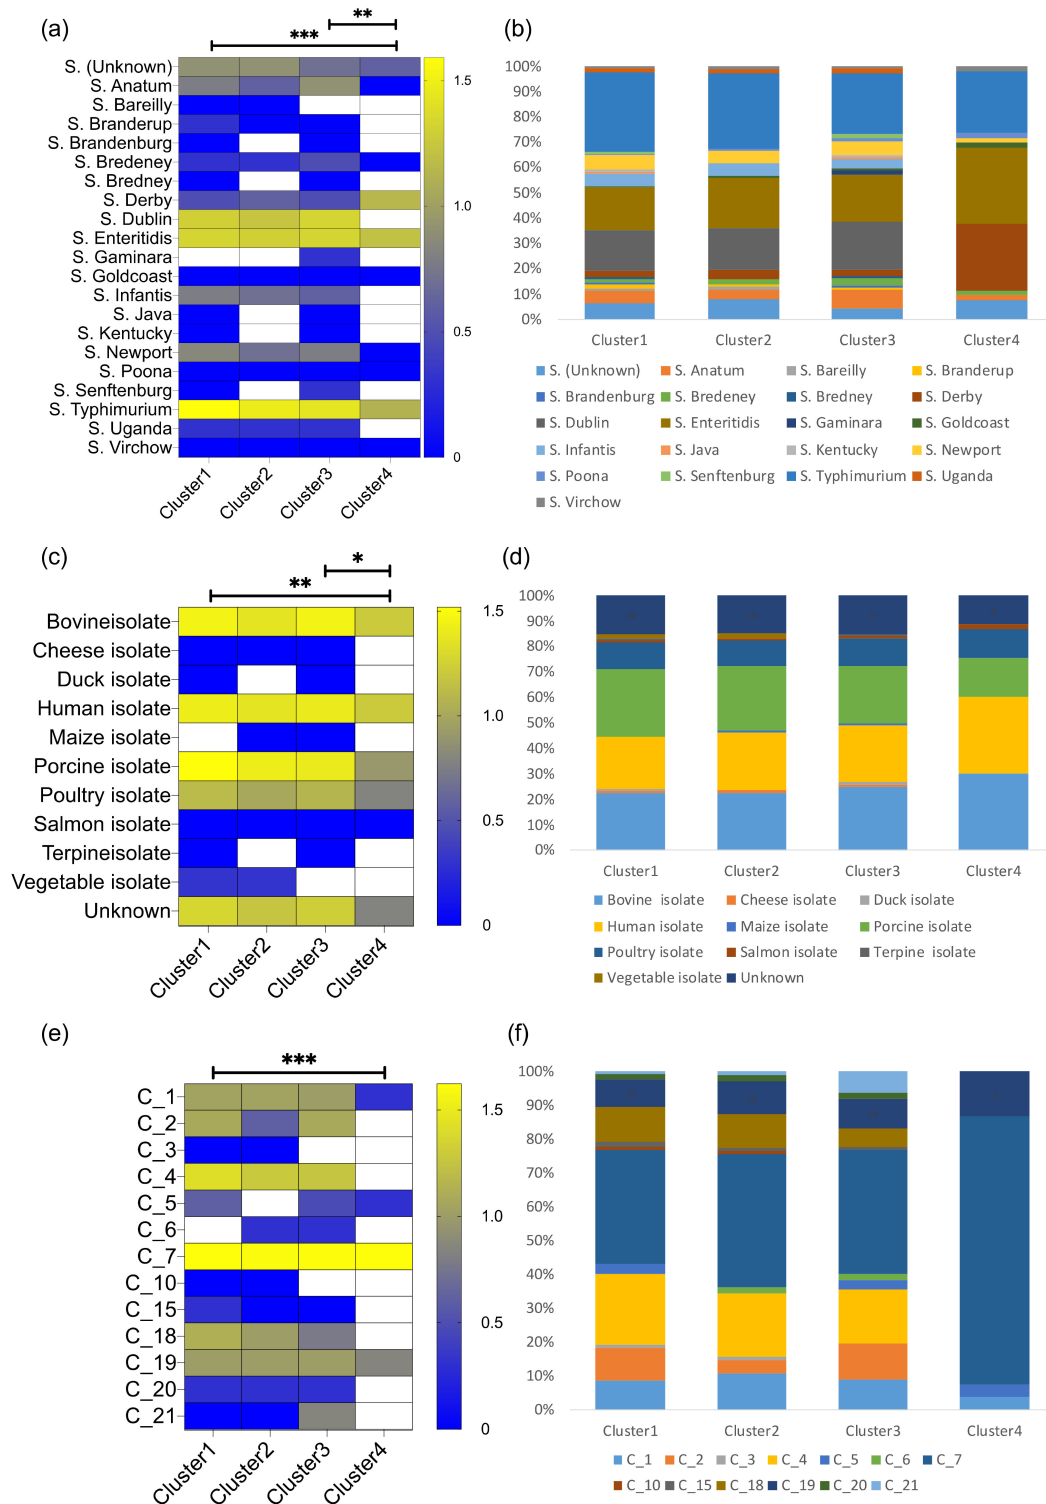 (a)
**
***
S. (Unknown)
S. Anatum
S. Bareilly
S. Branderup
S. Brandenburg
S. Bredeney
S. Bredney
S. Derby
S. Dublin
S. Enteritidis
S. Gaminara
S. Goldcoast
S. Infantis
S. Java
S. Kentucky
S. Newport
S. Poona
S. Senftenburg
S. Typhimurium
S. Uganda
S. Virchow
1.5
1.0
0.5
0
Cluster1
Cluster2
Cluster3
Cluster4
(b)
100%
90%
80%
70%
60%
50%
40%
30%
20%
10%
0%
Cluster1 Cluster2 Cluster3 Cluster4
S. (Unknown) S. Anatum S. Bareilly S. Branderup
S. Brandenburg S. Bredeney S. Bredney S. Derby
S. Dublin S. Enteritidis S. Gaminara S. Goldcoast
S. Infantis S. Java S. Kentucky S. Newport
S. Poona S. Senftenburg S. Typhimurium S. Uganda
S. Virchow
(c)
*
**
Bovineisolate
Cheese isolate
Duck isolate
Human isolate
Maize isolate
Porcine isolate
Poultry isolate
Salmon isolate
Terpineisolate
Vegetable isolate
Unknown
1.5
1.0
0.5
0
Cluster1
Cluster2
Cluster3
Cluster4
(d)
100%
90%
80%
70%
60%
50%
40%
30%
20%
10%
0%
Cluster1 Cluster2 Cluster3 Cluster4
Bovine isolate Cheese isolate Duck isolate
Human isolate Maize isolate Porcine isolate
Poultry isolate Salmon isolate Terpine isolate
Vegetable isolate Unknown
(e)
***
C_1
C_2
C_3
C_4
C_5
C_6
C_7
C_10
C_15
C_18
C_19
C_20
C_21
1.5
1.0
0.5
0
Cluster1
Cluster2
Cluster3
Cluster4
(f)
100%
90%
80%
70%
60%
50%
40%
30%
20%
10%
0%
Cluster1 Cluster2 Cluster3 Cluster4
C_1 C_2 C_3 C_4 C_5 C_6 C_7
C_10 C_15 C_18 C_19 C_20 C_21